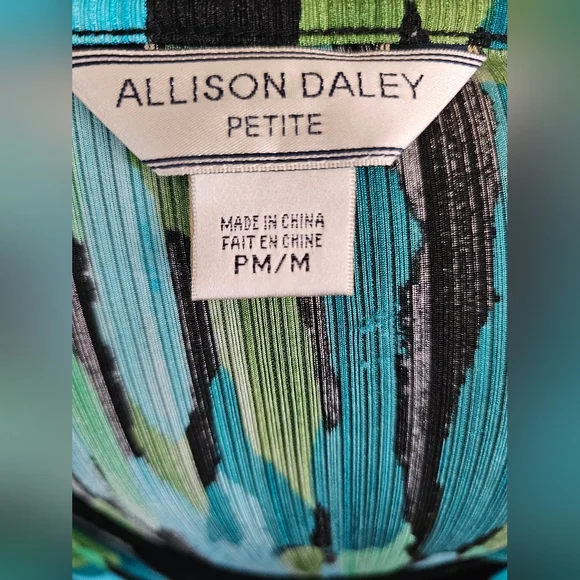 ALLISON DALEY
PETITE
MADE IN CHINA
FAIT EN CHINE
PM/M